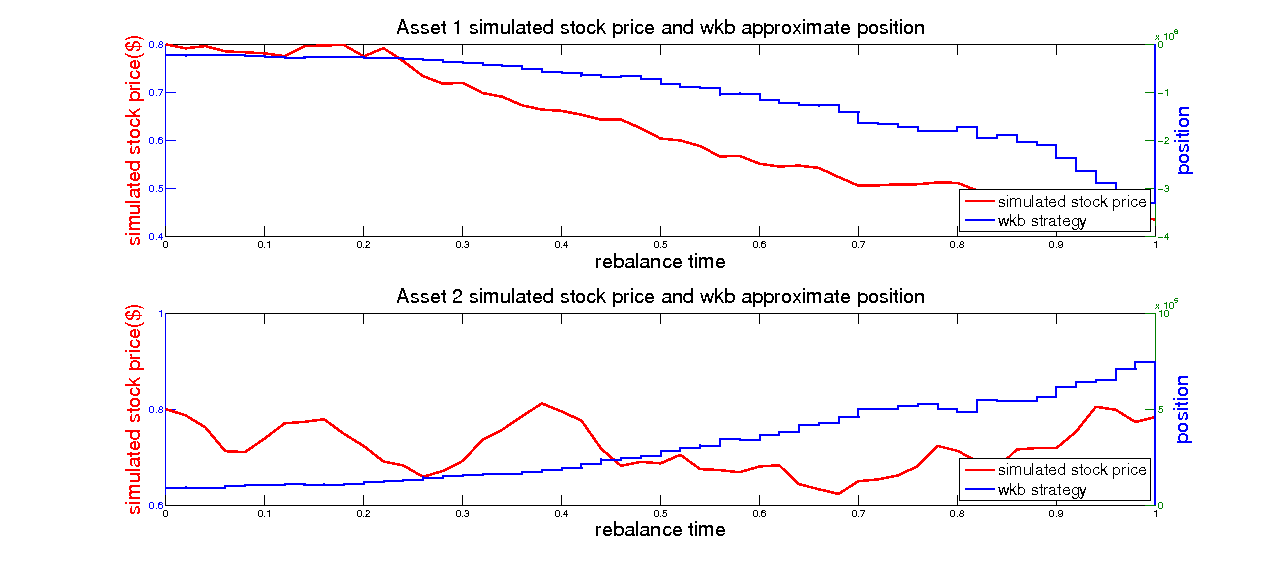 Asset 1 simulated stock price and wkb approximate position
simulated stock price($)
0.8
0.7
0.6
0.5
0.4
0 0.1 0.2 0.3 0.4 0.5 0.6 0.7 0.8 0.9 1
rebalance time
0
-1
-2
-3
-4
position
simulated stock price
wkb strategy
Asset 2 simulated stock price and wkb approximate position
simulated stock price($)
1
0.8
0.6
0 0.1 0.2 0.3 0.4 0.5 0.6 0.7 0.8 0.9 1
rebalance time
10
5
0
position
simulated stock price
wkb strategy